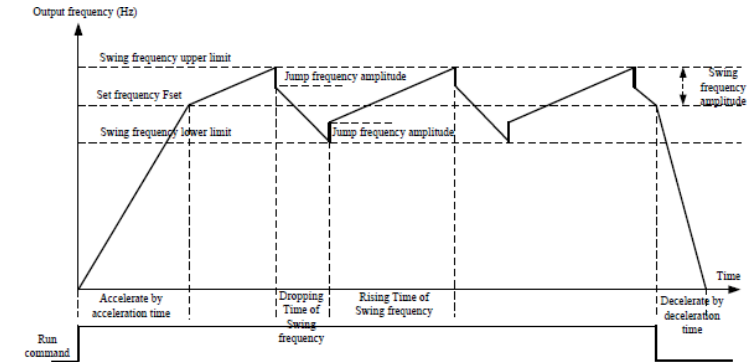 Output frequency (Hz)
Swing frequency upper limit
Jump frequency amplitude
Swing
frequency
amplitude
Set frequency Fset
Swing frequency lower limit
Jump frequency amplitude
Time
Accelerate by
acceleration time
Dropping
Time of
Swing
frequency
Rising Time of
Swing frequency
Decelerate by
deceleration
time
Run
command